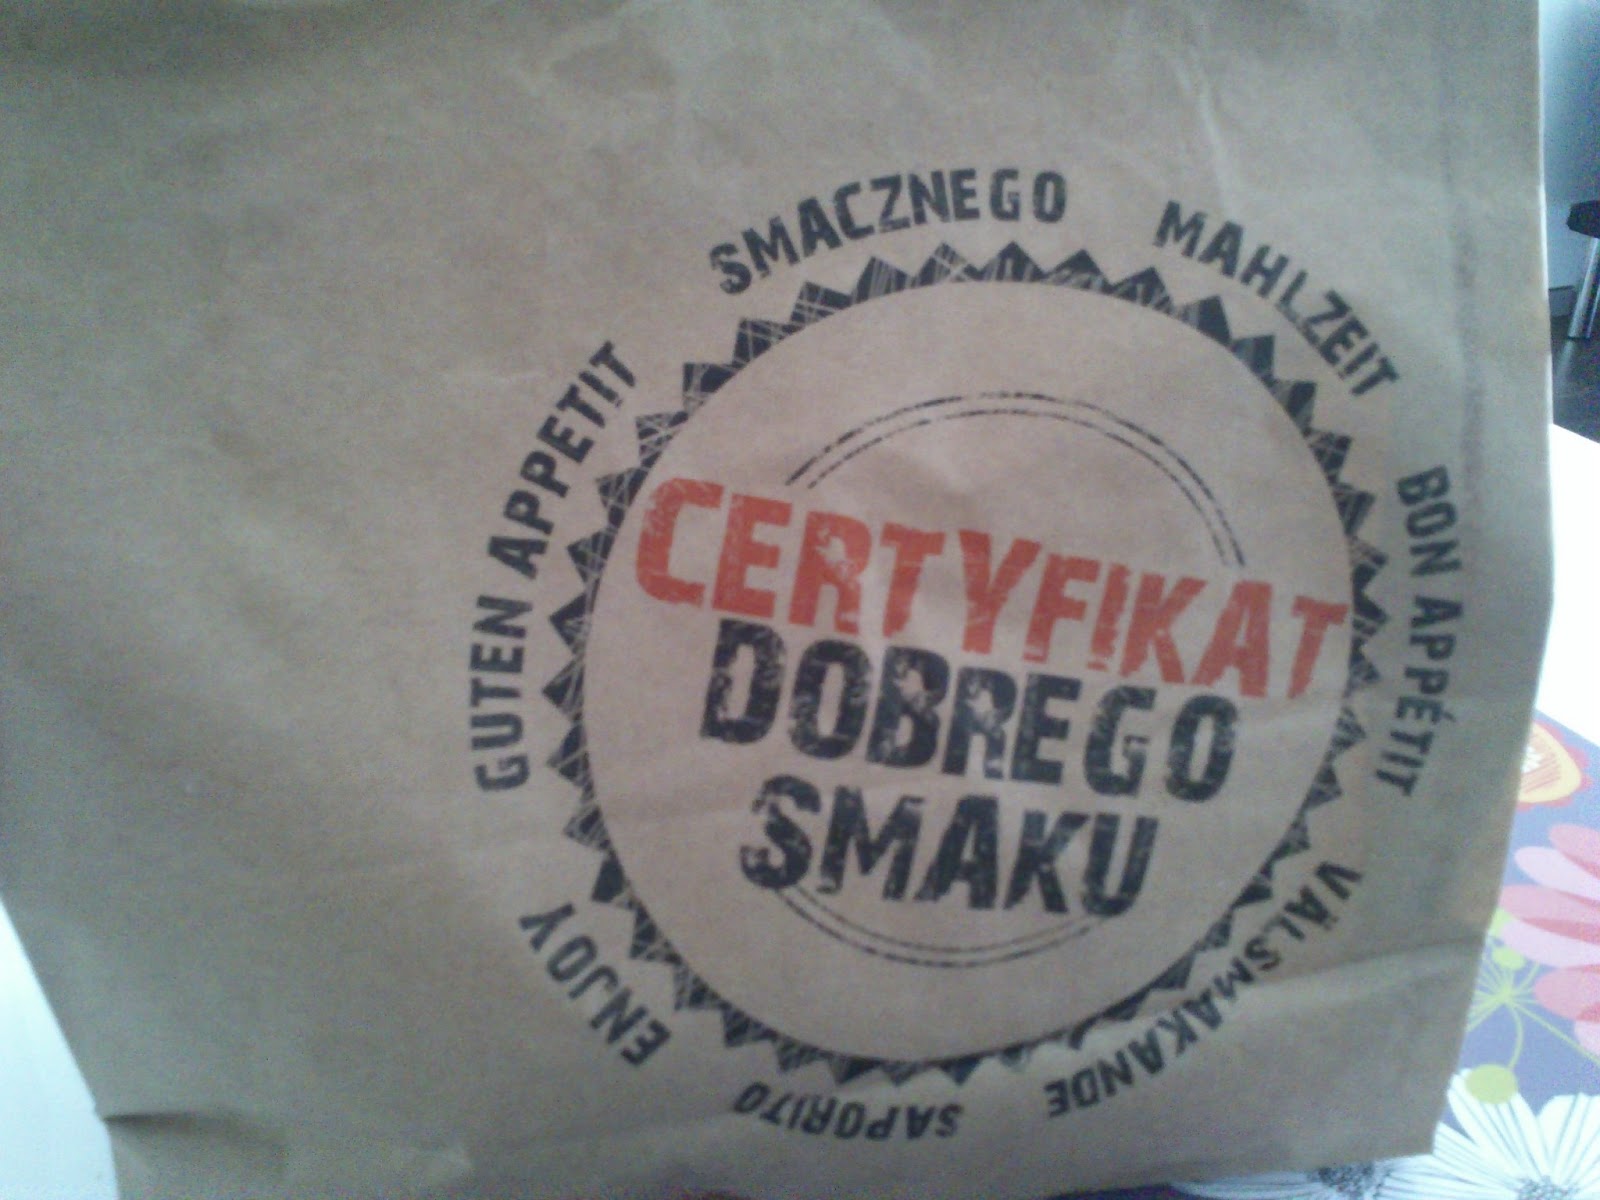 SMACZNEGO
MAHLZEIT
BON APPÉTIT
VÄLSMAKANDE
SAPORITO
ENJOY
GUTEN APPETIT
CERTYFIKAT
DOBREGO
SMAKU